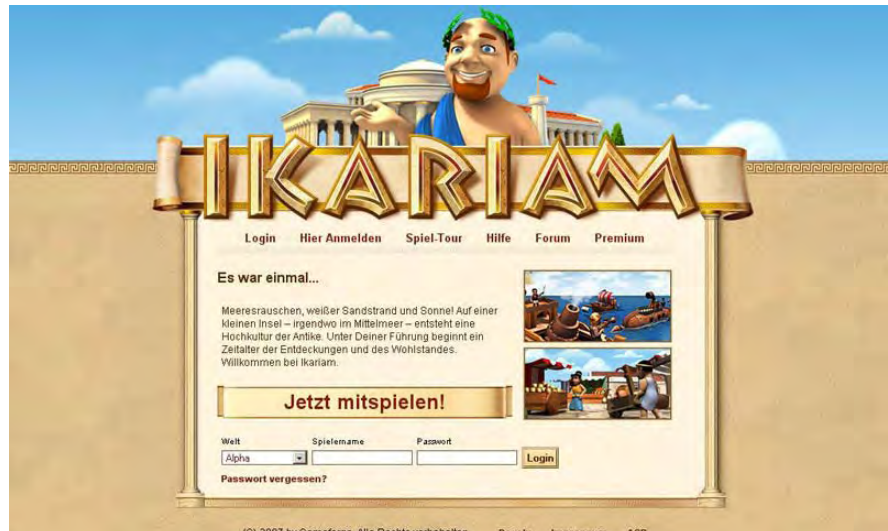 IKARIAM
Login Hier Anmelden Spiel-Tour Hilfe Forum Premium
Es war einmal...
Meeresrauschen, weißer Sandstrand und Sonne! Auf einer
kleinen Insel – irgendwo im Mittelmeer – entsteht eine
Hochkultur der Antike. Unter Deiner Führung beginnt ein
Zeitalter der Entdeckungen und des Wohlstandes.
Willkommen bei Ikariam.
Jetzt mitspielen!
Welt Spielername Passwort
Alpha Login
Passwort vergessen?